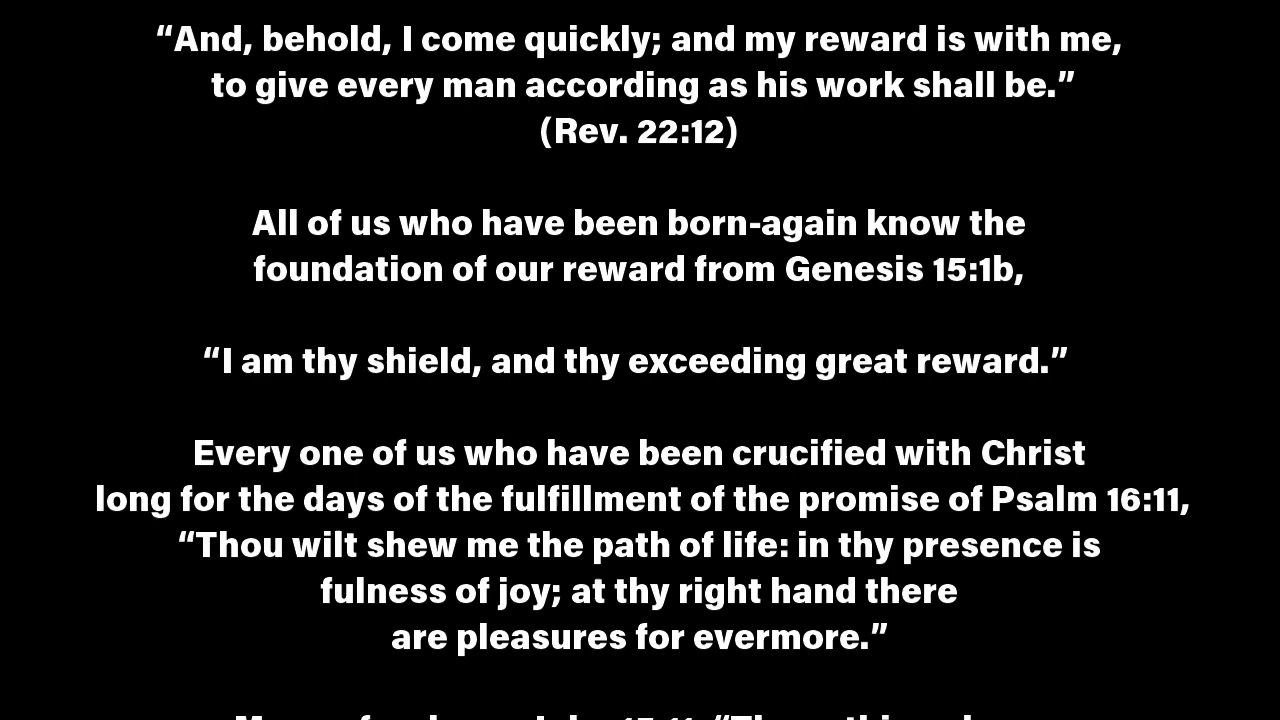 “And, behold, I come quickly; and my reward is with me,
to give every man according as his work shall be.”
(Rev. 22:12)
All of us who have been born-again know the
foundation of our reward from Genesis 15:1b,
“I am thy shield, and thy exceeding great reward.”
Every one of us who have been crucified with Christ
long for the days of the fulfillment of the promise of Psalm 16:11,
“Thou wilt shew me the path of life: in thy presence is
fulness of joy; at thy right hand there
are pleasures for evermore.”